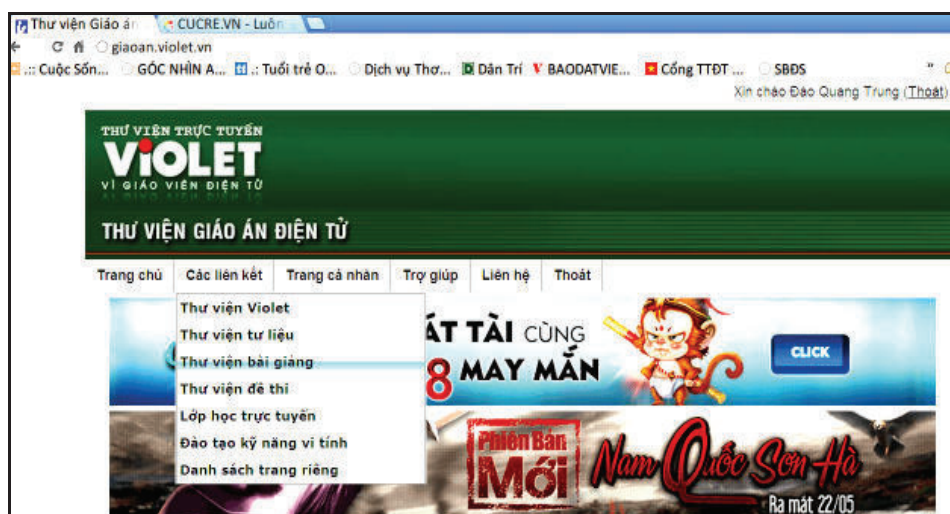 Thư viện Giáo án CUCRE.VN - Luôn
giaoan.violet.vn
.:: Cuộc Sốn... GÓC NHÌN A... .: Tuổi trẻ O... Dịch vụ Thơ... Dân Trí BAODATVIE... Cổng TTĐT ... SBĐS "
Xin chào Đào Quang Trung (Thoát)
THƯ VIỆN TRỰC TUYẾN
ViOLET
VÌ GIÁO VIÊN ĐIỆN TỬ
THƯ VIỆN GIÁO ÁN ĐIỆN TỬ
Trang chủ Các liên kết Trang cá nhân Trợ giúp Liên hệ Thoát
Thư viện Violet
Thư viện tư liệu
Thư viện bài giảng
Thư viện đề thi
Lớp học trực tuyến
Đào tạo kỹ năng vi tính
Danh sách trang riêng
ÁT TÀI CÙNG
8 MAY MẮN
CLICK
Phiên Bản
Mới
Nam Quốc Sơn Hà
Ra mắt 22/05